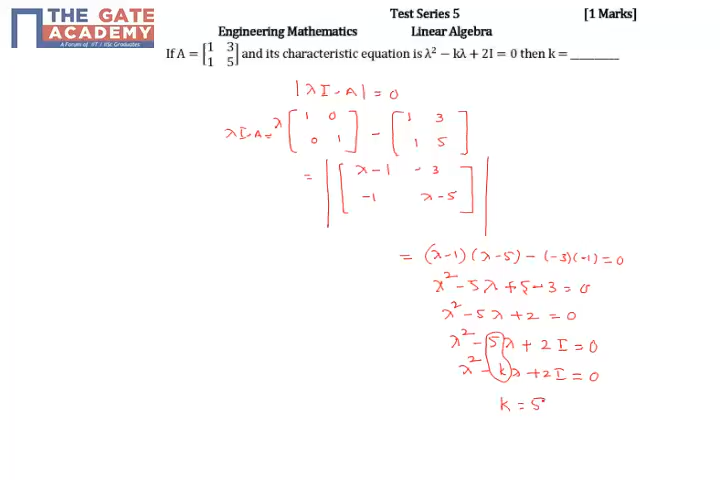 THE GATE ACADEMY
A Forum of IIT / IISc Graduates
Test Series 5 [1 Marks]
Engineering Mathematics Linear Algebra
If A = [1 3; 1 5] and its characteristic equation is λ² − kλ + 2I = 0 then k = ________
|λI - A| = 0
λI - A = λ [1 0; 0 1] − [1 3; 1 5]
= |[λ-1 -3; -1 λ-5]|
= (λ-1)(λ-5) - (-3)(-1) = 0
λ² - 5λ + 5 - 3 = 0
λ² - 5λ + 2 = 0
λ² - 5λ + 2I = 0
λ² - kλ + 2I = 0
k = 5